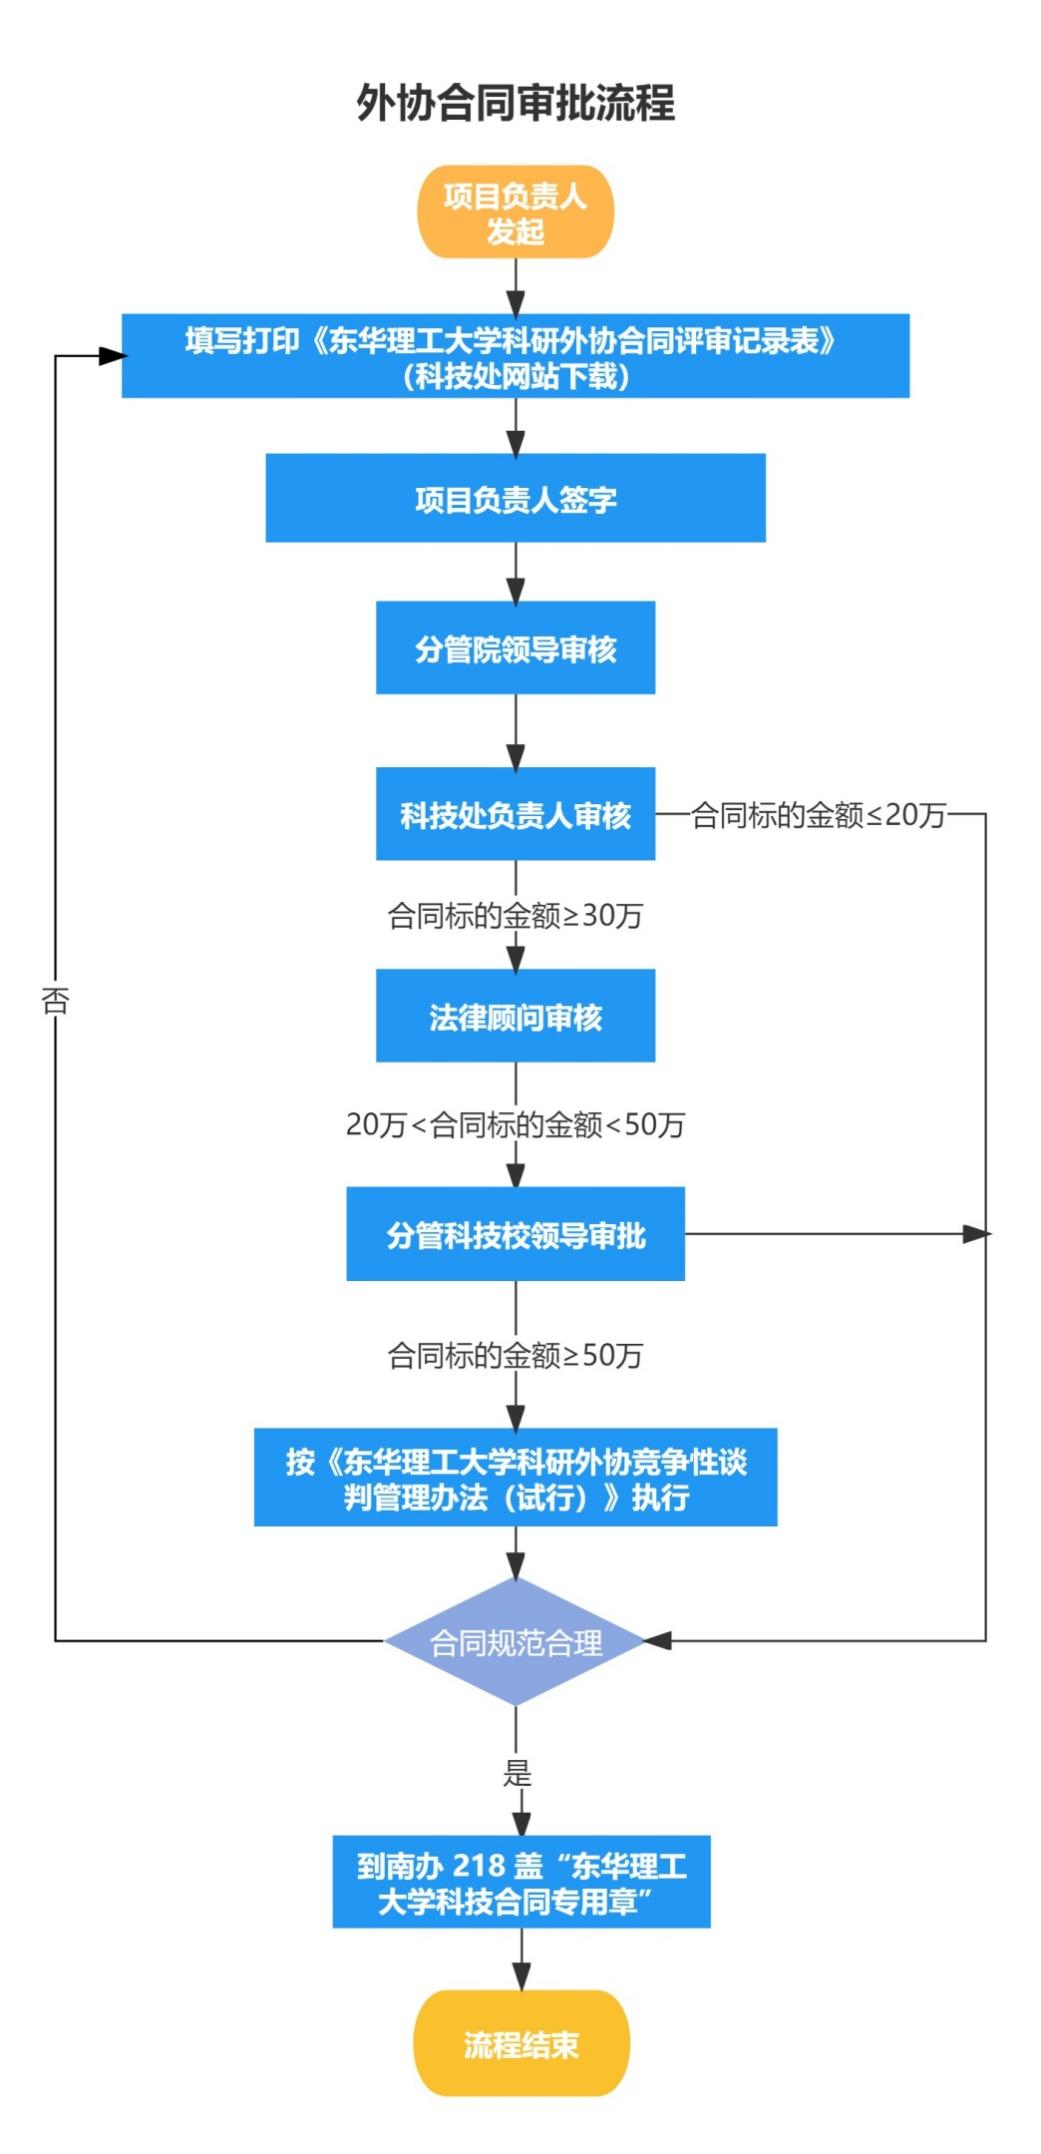 外协合同审批流程
项目负责人
发起
填写打印《东华理工大学科研外协合同评审记录表》
（科技处网站下载）
项目负责人签字
分管院领导审核
科技处负责人审核
合同标的金额≤20万
合同标的金额≥30万
否
法律顾问审核
20万<合同标的金额<50万
分管科技校领导审批
合同标的金额≥50万
按《东华理工大学科研外协竞争性谈
判管理办法（试行）》执行
合同规范合理
是
到南办 218 盖“东华理工
大学科技合同专用章”
流程结束